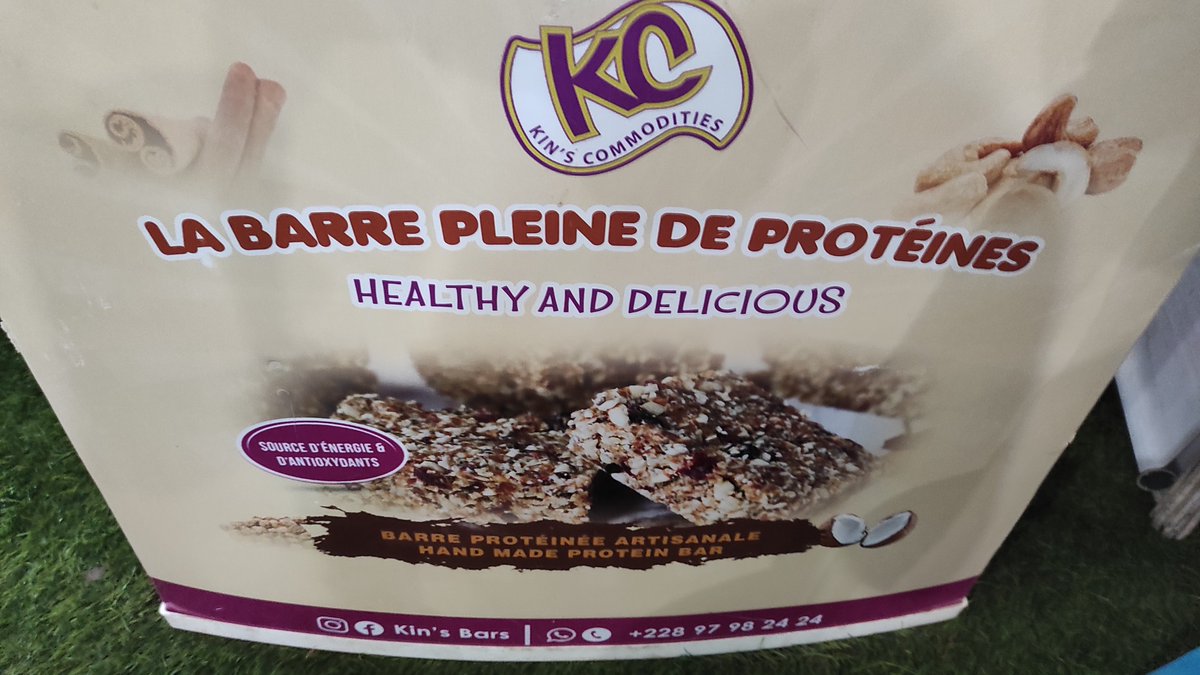 KC
KIN'S COMMODITIES
LA BARRE PLEINE DE PROTÉINES
HEALTHY AND DELICIOUS
SOURCE D'ÉNERGIE &
D'ANTIOXYDANTS
BARRE PROTÉINÉE ARTISANALE
HAND MADE PROTEIN BAR
Kin's Bars | +228 97 98 24 24